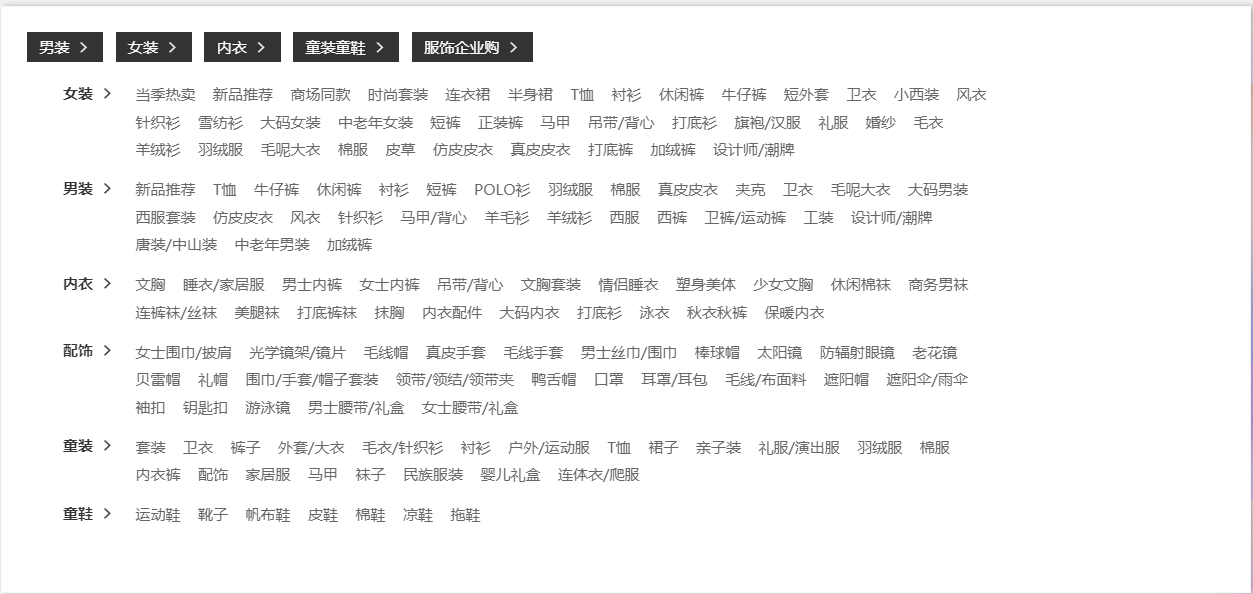 男装 > 女装 > 内衣 > 童装童鞋 > 服饰企业购 >
女装 > 当季热卖 新品推荐 商场同款 时尚套装 连衣裙 半身裙 T恤 衬衫 休闲裤 牛仔裤 短外套 卫衣 小西装 风衣
针织衫 雪纺衫 大码女装 中老年女装 短裤 正装裤 马甲 吊带/背心 打底衫 旗袍/汉服 礼服 婚纱 毛衣
羊绒衫 羽绒服 毛呢大衣 棉服 皮草 仿皮皮衣 真皮皮衣 打底裤 加绒裤 设计师/潮牌
男装 > 新品推荐 T恤 牛仔裤 休闲裤 衬衫 短裤 POLO衫 羽绒服 棉服 真皮皮衣 夹克 卫衣 毛呢大衣 大码男装
西服套装 仿皮皮衣 风衣 针织衫 马甲/背心 羊毛衫 羊绒衫 西服 西裤 卫裤/运动裤 工装 设计师/潮牌
唐装/中山装 中老年男装 加绒裤
内衣 > 文胸 睡衣/家居服 男士内裤 女士内裤 吊带/背心 文胸套装 情侣睡衣 塑身美体 少女文胸 休闲棉袜 商务男袜
连裤袜/丝袜 美腿袜 打底裤袜 抹胸 内衣配件 大码内衣 打底衫 泳衣 秋衣秋裤 保暖内衣
配饰 > 女士围巾/披肩 光学镜架/镜片 毛线帽 真皮手套 毛线手套 男士丝巾/围巾 棒球帽 太阳镜 防辐射眼镜 老花镜
贝雷帽 礼帽 围巾/手套/帽子套装 领带/领结/领带夹 鸭舌帽 口罩 耳罩/耳包 毛线/布面料 遮阳帽 遮阳伞/雨伞
袖扣 钥匙扣 游泳镜 男士腰带/礼盒 女士腰带/礼盒
童装 > 套装 卫衣 裤子 外套/大衣 毛衣/针织衫 衬衫 户外/运动服 T恤 裙子 亲子装 礼服/演出服 羽绒服 棉服
内衣裤 配饰 家居服 马甲 袜子 民族服装 婴儿礼盒 连体衣/爬服
童鞋 > 运动鞋 靴子 帆布鞋 皮鞋 棉鞋 凉鞋 拖鞋